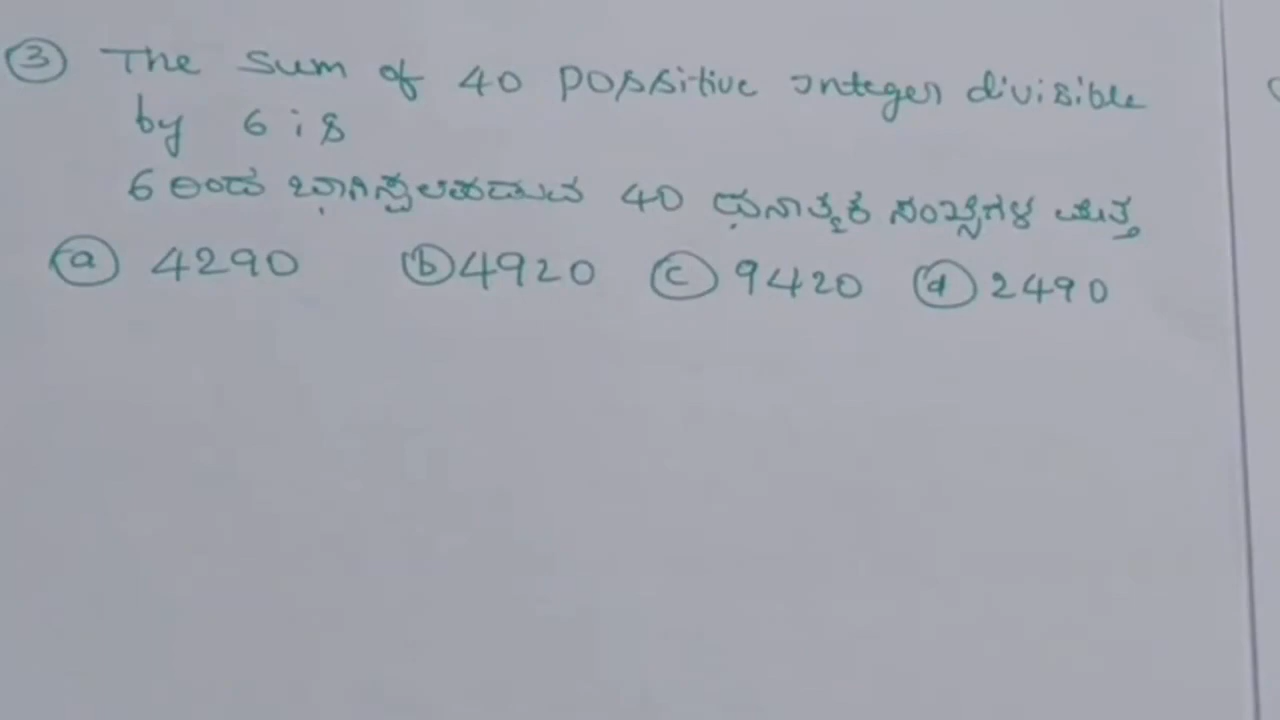 ③ The sum of 40 possitive integer divisible
by 6 is
6 ರಿಂದ ಭಾಗಿಸಲ್ಪಡುವ 40 ಧನಾತ್ಮಕ ಸಂಖ್ಯೆಗಳ ಮೊತ್ತ
ⓐ 4290 ⓑ 4920 ⓒ 9420 ⓓ 2490